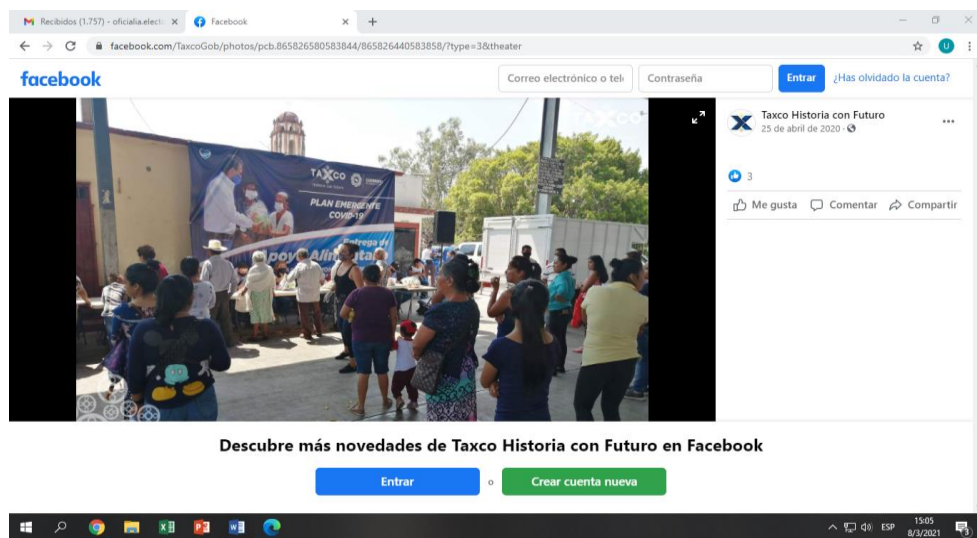 Recibidos (1.757) - oficialia.elect
Facebook
facebook.com/TaxcoGob/photos/pcb.865826580583844/865826440583858/?type=3&theater
facebook
Correo electrónico o tel
Contraseña
Entrar
¿Has olvidado la cuenta?
TAXCO
TAXCO
PLAN EMERGENTE
COVID-19
Entrega de
Apoyo Alimentar
Taxco Historia con Futuro
25 de abril de 2020
3
Me gusta
Comentar
Compartir
Descubre más novedades de Taxco Historia con Futuro en Facebook
Entrar
o
Crear cuenta nueva
ESP
15:05
8/3/2021